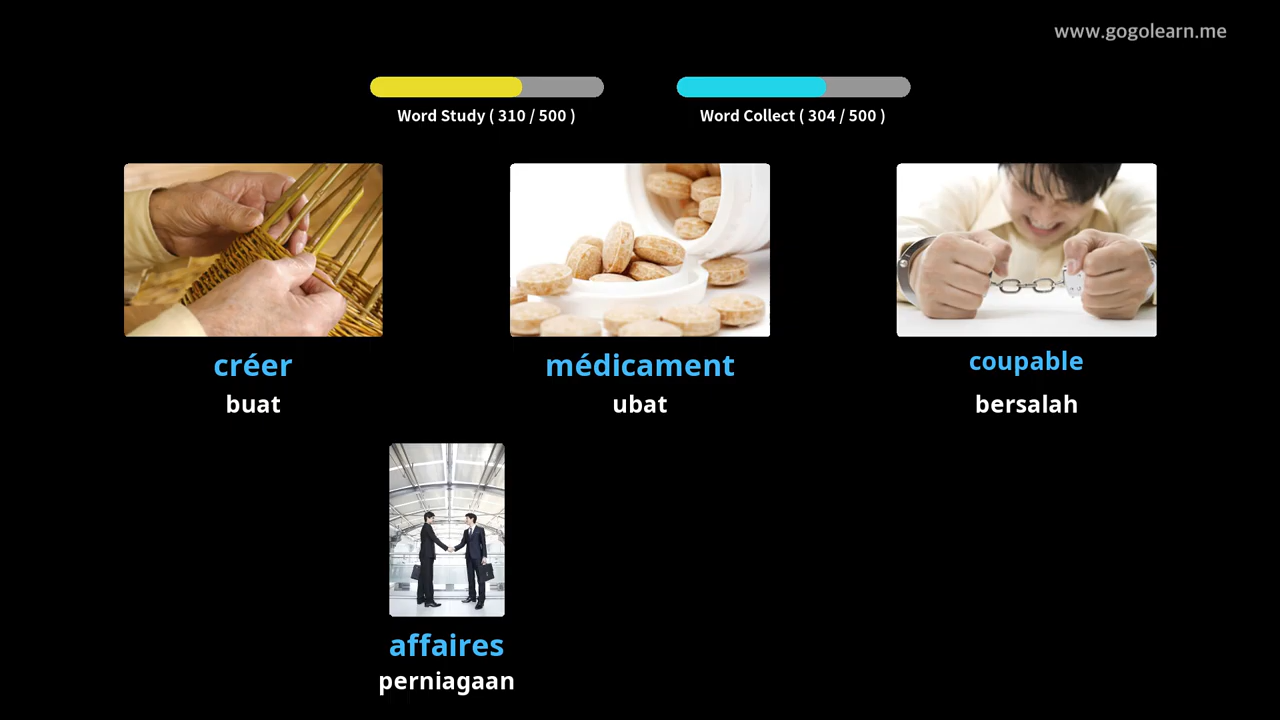 www.gogolearn.me
Word Study ( 310 / 500 )
Word Collect ( 304 / 500 )
créer
médicament
coupable
buat
ubat
bersalah
affaires
perniagaan